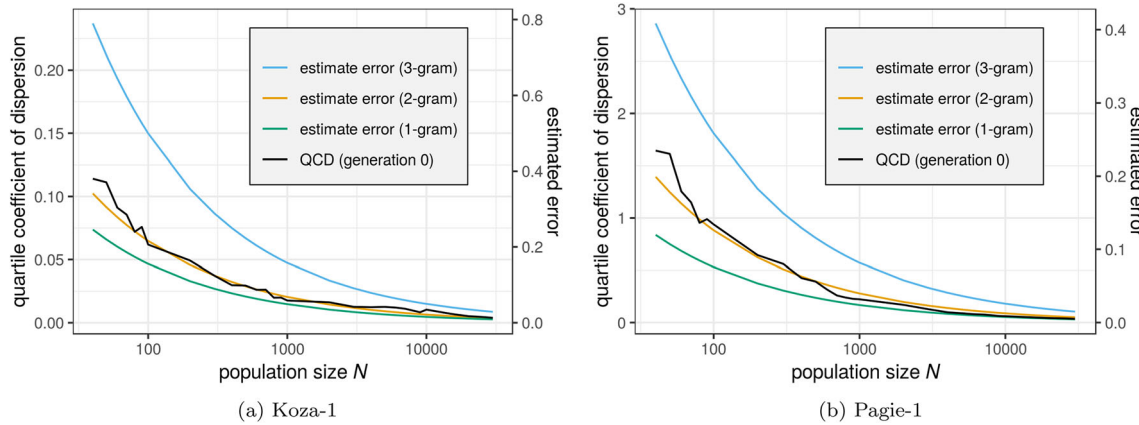 quartile coefficient of dispersion
0.20
0.15
0.10
0.05
0.00
estimate error (3-gram)
estimate error (2-gram)
estimate error (1-gram)
QCD (generation 0)
0.8
0.6
0.4
0.2
0.0
estimated error
100 1000 10000
population size N
(a) Koza-1
quartile coefficient of dispersion
3
2
1
0
estimate error (3-gram)
estimate error (2-gram)
estimate error (1-gram)
QCD (generation 0)
0.4
0.3
0.2
0.1
0.0
estimated error
100 1000 10000
population size N
(b) Pagie-1